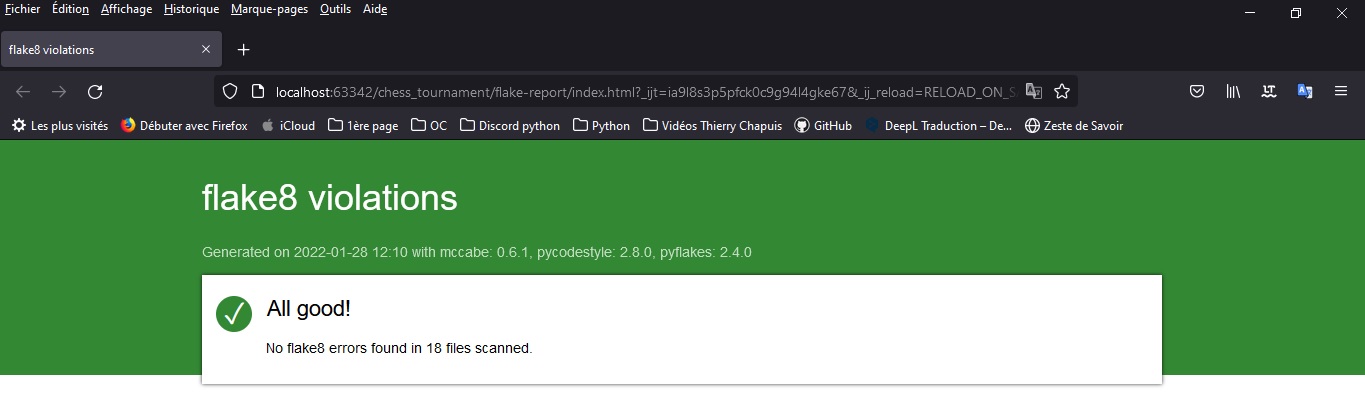 Fichier Édition Affichage Historique Marque-pages Outils Aide
flake8 violations
localhost:63342/chess_tournament/flake-report/index.html?_ijt=ia9l8s3p5pfck0c9g94l4gke67&_ij_reload=RELOAD_ON_S
Les plus visités Débuter avec Firefox iCloud 1ère page OC Discord python Python Vidéos Thierry Chapuis GitHub DeepL Traduction – De... Zeste de Savoir
flake8 violations
Generated on 2022-01-28 12:10 with mccabe: 0.6.1, pycodestyle: 2.8.0, pyflakes: 2.4.0
All good!
No flake8 errors found in 18 files scanned.